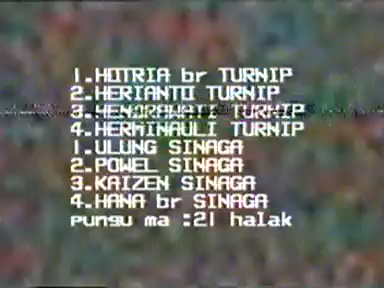 1.HOTRIA br TURNIP
2.HERIANTO TURNIP
3. TURNIP
4.HERMINAULI TURNIP
1.ULUNG SINAGA
2.POWEL SINAGA
3.KAIZEN SINAGA
4.HANA br SINAGA
pungu ma :21 halak